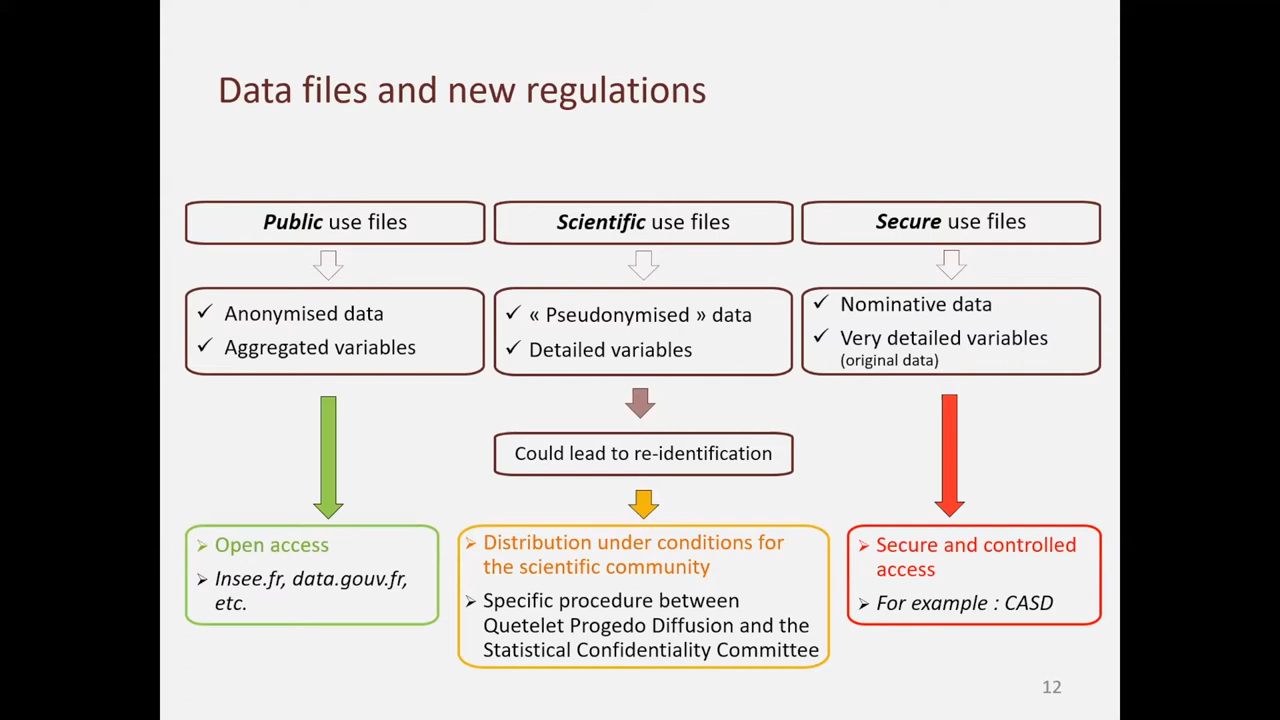 Data files and new regulations
Public use files
Scientific use files
Secure use files
✓ Anonymised data
✓ Aggregated variables
✓ « Pseudonymised » data
✓ Detailed variables
✓ Nominative data
✓ Very detailed variables
(original data)
Could lead to re-identification
➢ Open access
➢ Insee.fr, data.gouv.fr,
etc.
➢ Distribution under conditions for
the scientific community
➢ Specific procedure between
Quetelet Progedo Diffusion and the
Statistical Confidentiality Committee
➢ Secure and controlled
access
➢ For example : CASD
12